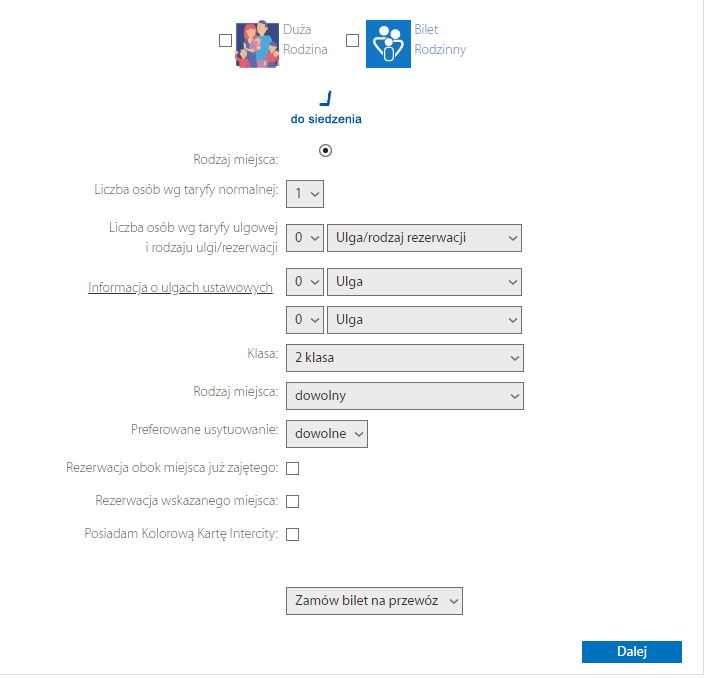 Duża
Rodzina
Bilet
Rodzinny
do siedzenia
Rodzaj miejsca:
Liczba osób wg taryfy normalnej: 1
Liczba osób wg taryfy ulgowej
i rodzaju ulgi/rezerwacji 0 Ulga/rodzaj rezerwacji
Informacja o ulgach ustawowych 0 Ulga
0 Ulga
Klasa: 2 klasa
Rodzaj miejsca: dowolny
Preferowane usytuowanie: dowolne
Rezerwacja obok miejsca już zajętego:
Rezerwacja wskazanego miejsca:
Posiadam Kolorową Kartę Intercity:
Zamów bilet na przewóz
Dalej